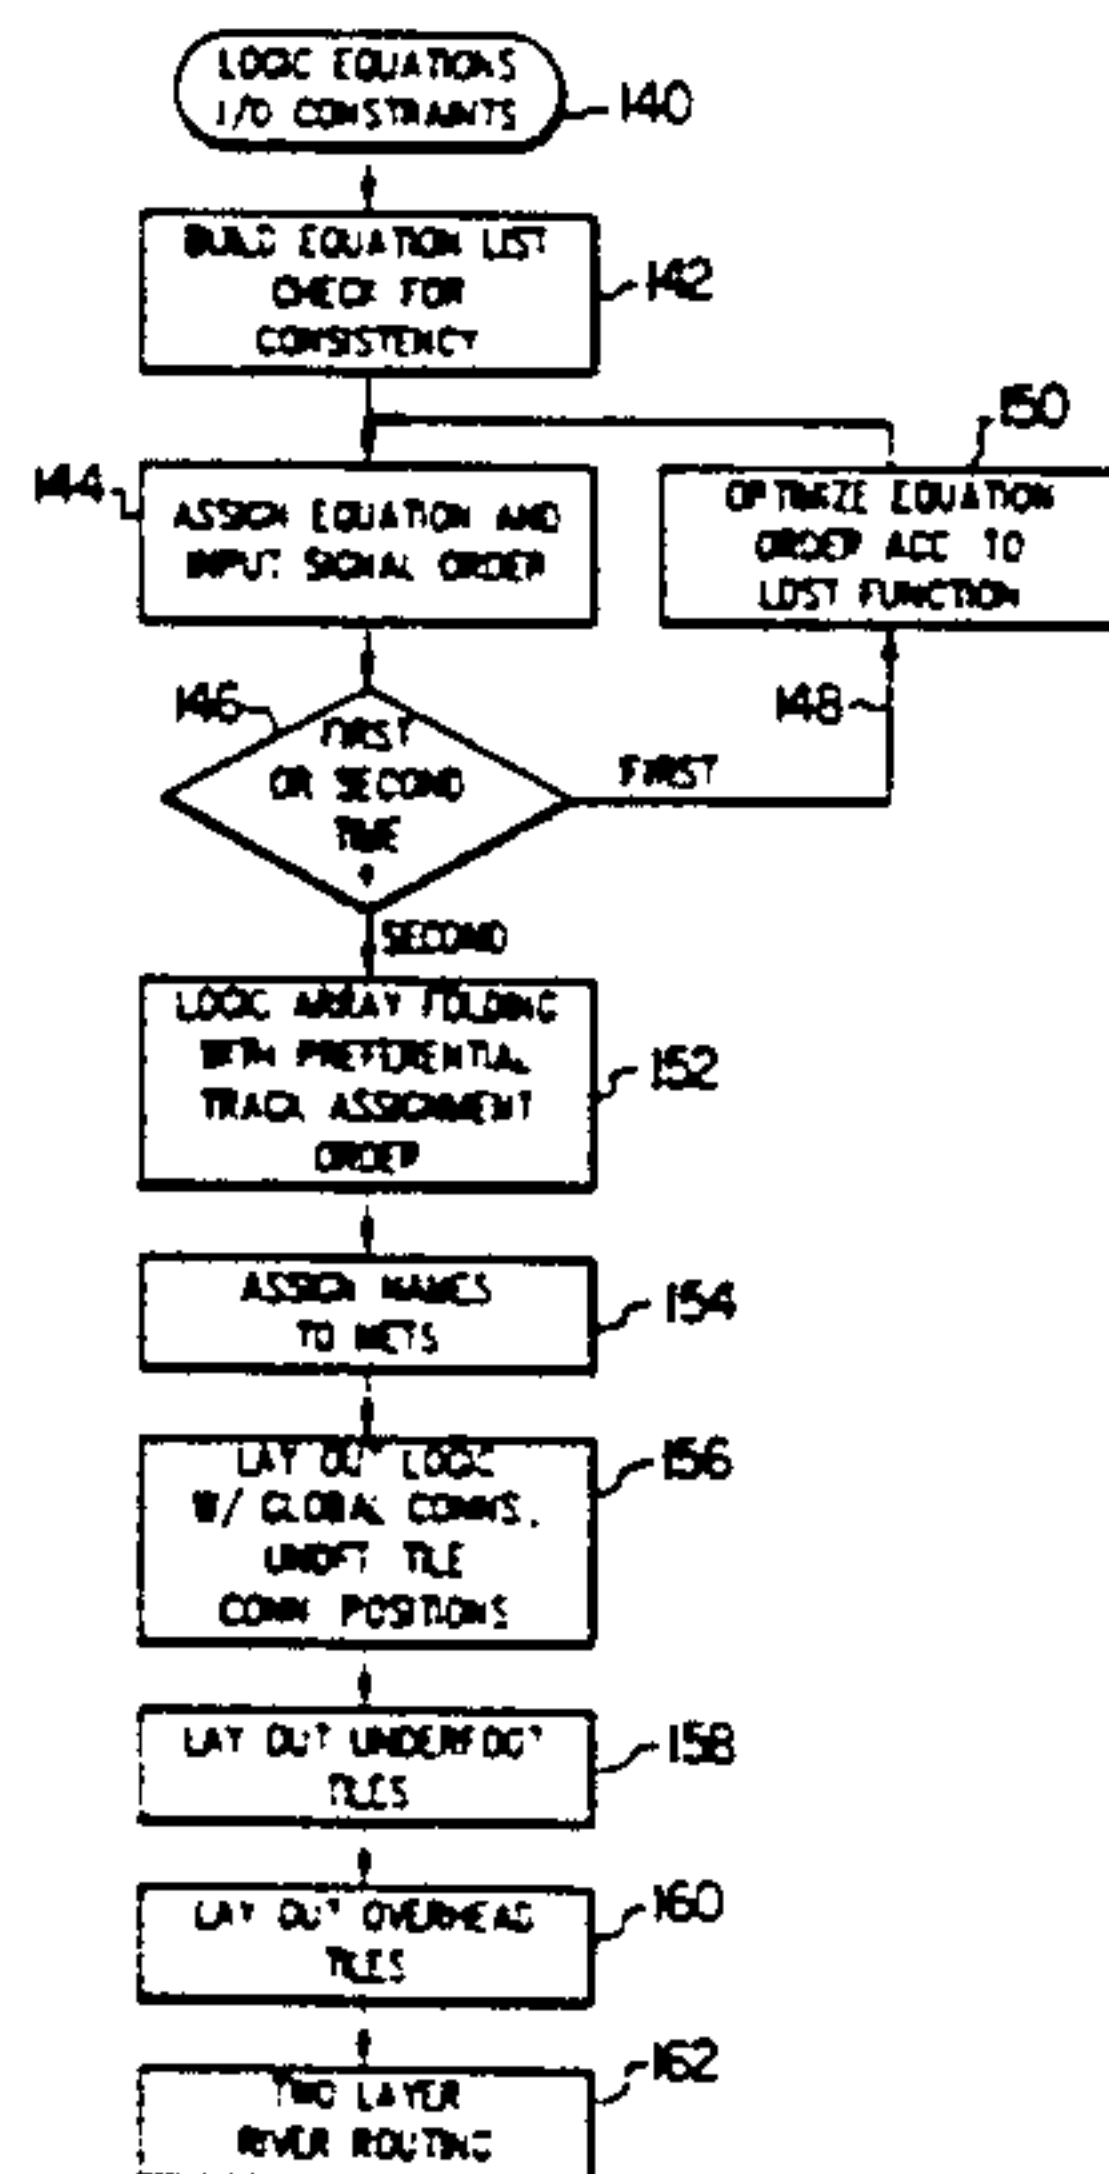 LOGIC EQUATIONS
I/O CONSTRAINTS
140
BUILD EQUATION LIST
CHECK FOR
CONSISTENCY
142
150
144
ASSIGN EQUATION AND
INPUT SIGNAL ORDER
OPTIMIZE EQUATION
ORDER ACC TO
COST FUNCTION
146
FIRST
OR SECOND
TIME
?
148
FIRST
SECOND
LOGIC ARRAY FOLDING
WITH PREFERENTIAL
TRACK ASSIGNMENT
ORDER
152
ASSIGN NAMES
TO NETS
154
LAY OUT LOGIC
W/ GLOBAL CONNS.
TILE
CONN POSITIONS
156
LAY OUT UNDERFOOT
TILES
158
LAY OUT OVERHEAD
TILES
160
TWO LAYER
RIVER ROUTING
162